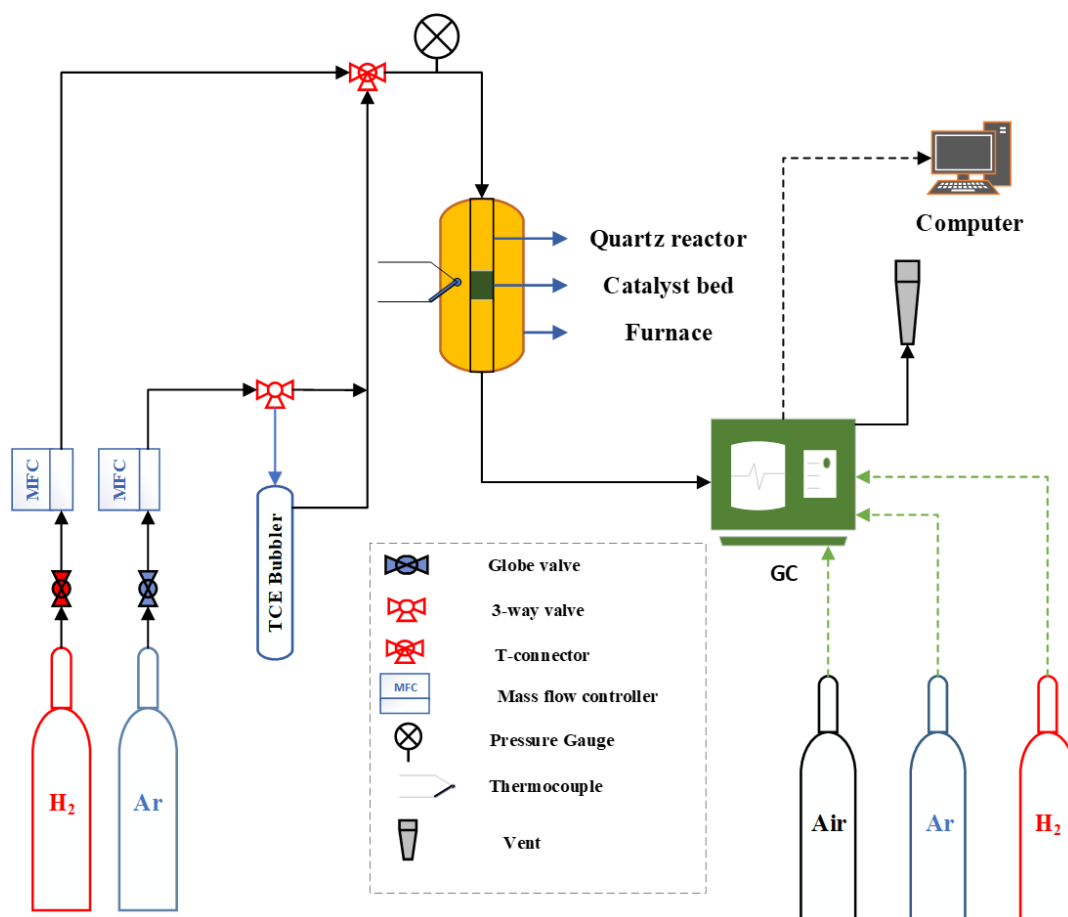 Computer
Quartz reactor
Catalyst bed
Furnace
MFC
MFC
TCE Bubbler
GC
Globe valve
3-way valve
T-connector
MFC
Mass flow controller
Pressure Gauge
Thermocouple
Vent
H₂
Ar
Air
Ar
H₂